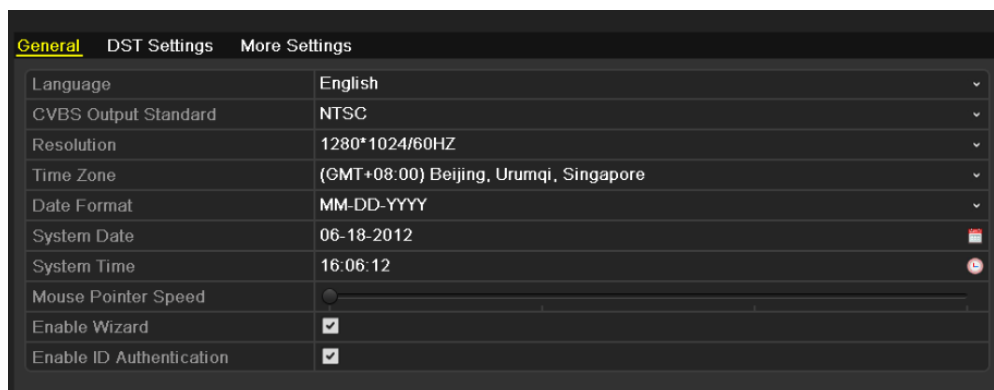 General DST Settings More Settings
Language English
CVBS Output Standard NTSC
Resolution 1280*1024/60HZ
Time Zone (GMT+08:00) Beijing, Urumqi, Singapore
Date Format MM-DD-YYYY
System Date 06-18-2012
System Time 16:06:12
Mouse Pointer Speed
Enable Wizard
Enable ID Authentication